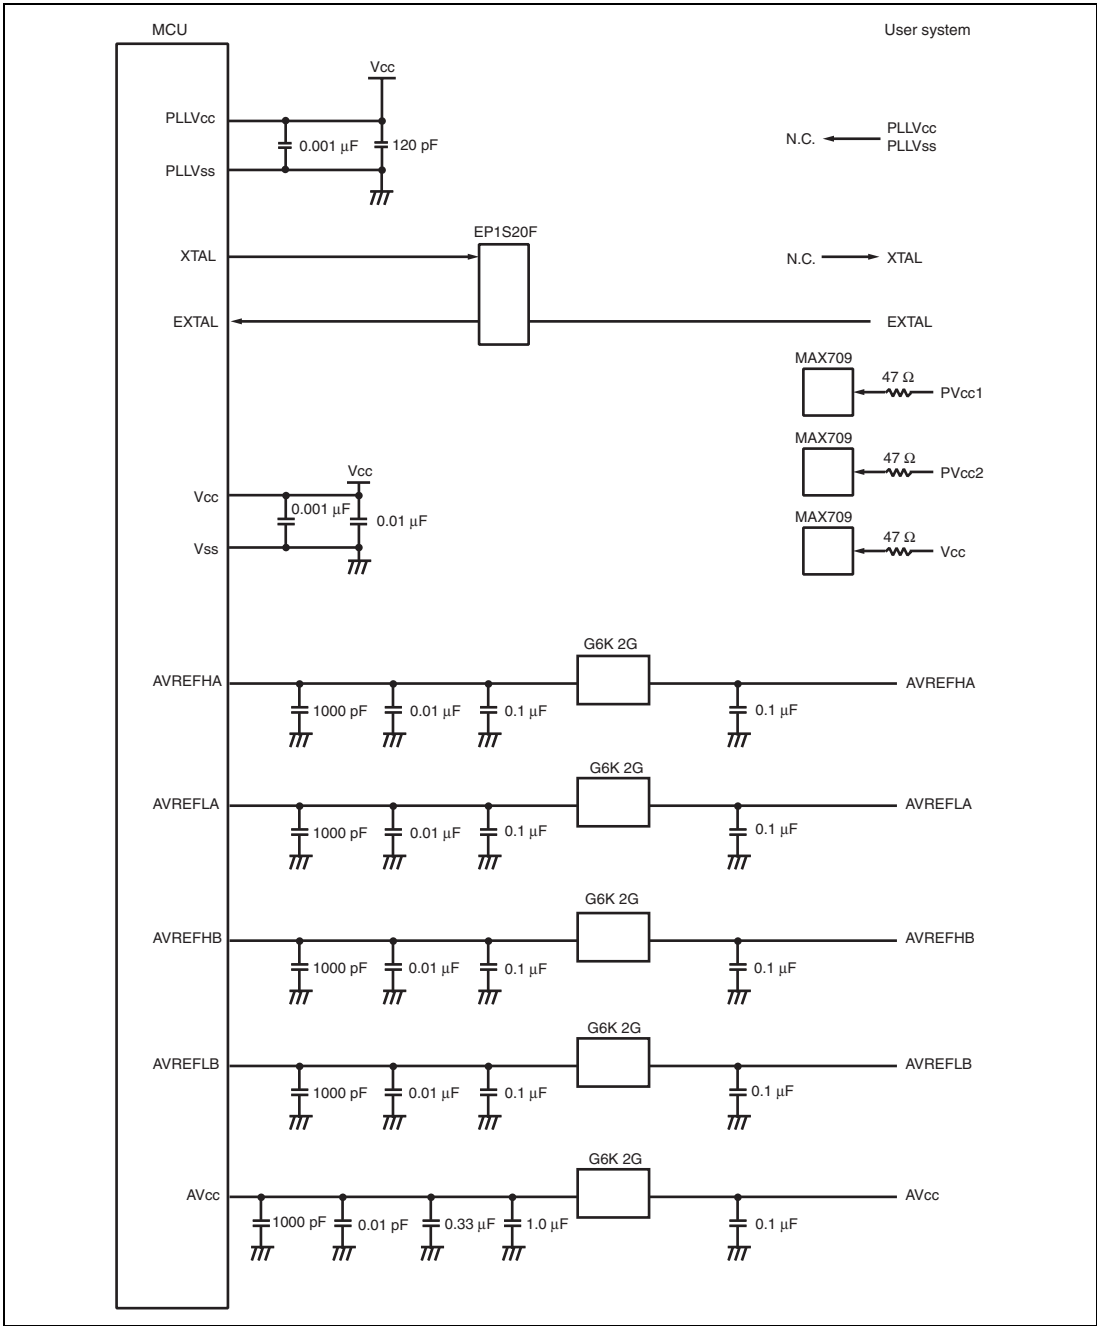 MCU
User system
Vcc
PLLVcc
0.001 µF
120 pF
PLLVss
N.C.
PLLVcc
PLLVss
EP1S20F
XTAL
N.C.
XTAL
EXTAL
EXTAL
MAX709
47 Ω
PVcc1
MAX709
47 Ω
PVcc2
Vcc
Vcc
0.001 µF
0.01 µF
Vss
MAX709
47 Ω
Vcc
G6K 2G
AVREFHA
AVREFHA
1000 pF
0.01 µF
0.1 µF
0.1 µF
G6K 2G
AVREFLA
AVREFLA
1000 pF
0.01 µF
0.1 µF
0.1 µF
G6K 2G
AVREFHB
AVREFHB
1000 pF
0.01 µF
0.1 µF
0.1 µF
G6K 2G
AVREFLB
AVREFLB
1000 pF
0.01 µF
0.1 µF
0.1 µF
G6K 2G
AVcc
AVcc
1000 pF
0.01 pF
0.33 µF
1.0 µF
0.1 µF